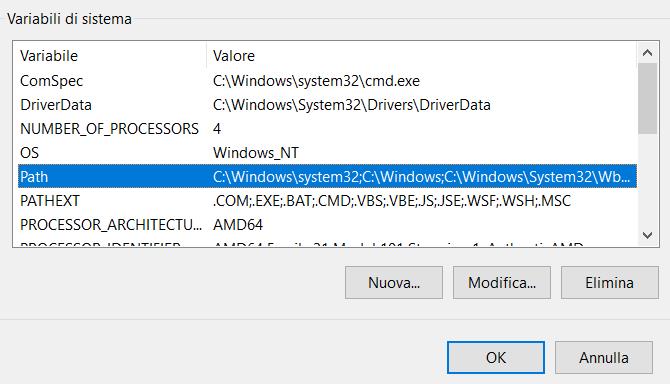 Variabili di sistema
Variabile Valore
ComSpec C:\Windows\system32\cmd.exe
DriverData C:\Windows\System32\Drivers\DriverData
NUMBER_OF_PROCESSORS 4
OS Windows_NT
Path C:\Windows\system32;C:\Windows;C:\Windows\System32\Wb...
PATHEXT .COM;.EXE;.BAT;.CMD;.VBS;.VBE;.JS;.JSE;.WSF;.WSH;.MSC
PROCESSOR_ARCHITECTU... AMD64
Nuova... Modifica... Elimina
OK Annulla